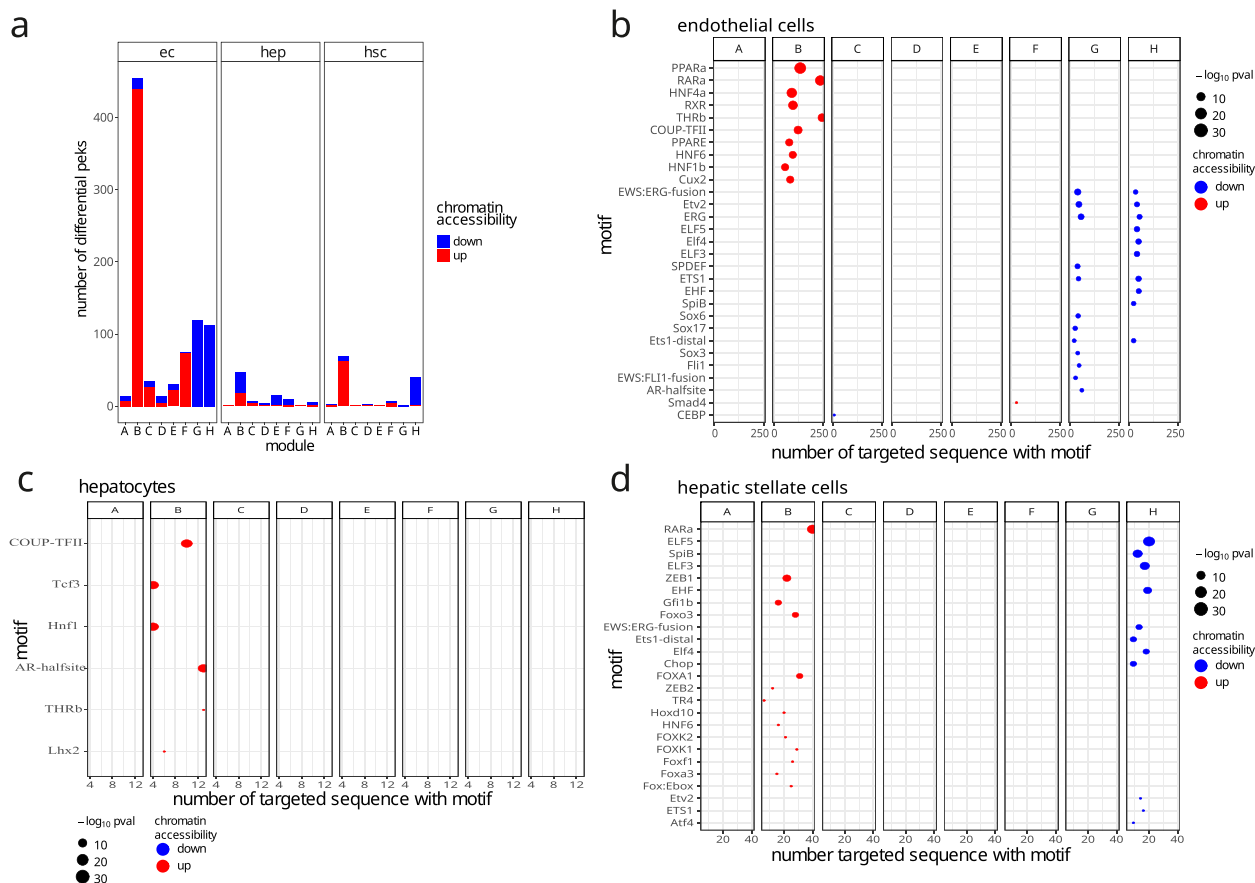 a
ec hep hsc
number of differential peks
400
300
200
100
0
A B C D E F G H A B C D E F G H A B C D E F G H
module
chromatin
accessibility
down
up
b
endothelial cells
A B C D E F G H
motif
PPARa
RARa
HNF4a
RXR
THRb
COUP-TFII
PPARE
HNF6
HNF1b
Cux2
EWS:ERG-fusion
Etv2
ERG
ELF5
Elf4
ELF3
SPDEF
ETS1
EHF
SpiB
Sox6
Sox17
Ets1-distal
Sox3
Fli1
EWS:FLI1-fusion
AR-halfsite
Smad4
CEBP
0 250 0 250 0 250 0 250 0 250 0 250 0 250 0 250
number of targeted sequence with motif
−log10 pval
10
20
30
chromatin
accessibility
down
up
c
hepatocytes
A B C D E F G H
motif
COUP-TFII
Tcf3
Hnf1
AR-halfsite
THRb
Lhx2
4 8 12 4 8 12 4 8 12 4 8 12 4 8 12 4 8 12 4 8 12 4 8 12
number of targeted sequence with motif
−log10 pval
10
20
30
chromatin
accessibility
down
up
d
hepatic stellate cells
A B C D E F G H
motif
RARa
ELF5
SpiB
ELF3
ZEB1
EHF
Gfi1b
Foxo3
EWS:ERG-fusion
Ets1-distal
Elf4
Chop
FOXA1
ZEB2
TR4
Hoxd10
HNF6
FOXK2
FOXK1
Foxf1
Foxa3
Fox:Ebox
Etv2
ETS1
Atf4
20 40 20 40 20 40 20 40 20 40 20 40 20 40 20 40
number targeted sequence with motif
−log10 pval
10
20
30
chromatin
accessibility
down
up